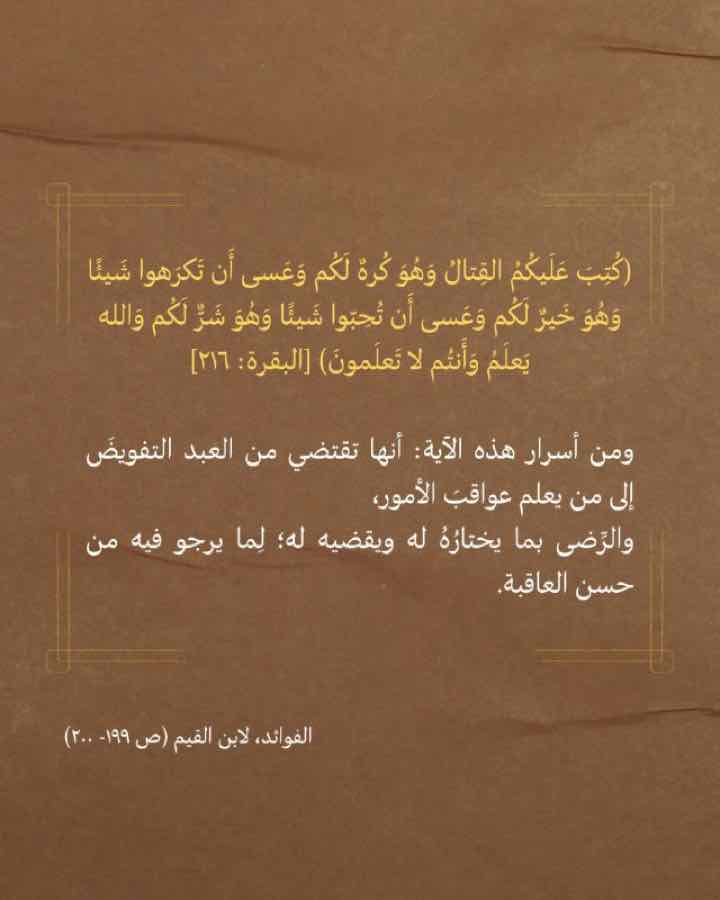 (كُتِبَ عَلَيكُمُ القِتالُ وَهُوَ كُرهٌ لَكُم وَعَسى أَن تَكرَهوا شَيئًا
وَهُوَ خَيرٌ لَكُم وَعَسى أَن تُحِبّوا شَيئًا وَهُوَ شَرٌّ لَكُم وَالله
يَعلَمُ وَأَنتُم لا تَعلَمونَ) [البقرة: ٢١٦]
ومن أسرار هذه الآية: أنها تقتضي من العبد التفويضَ
إلى من يعلم عواقبَ الأمور،
والرِّضى بما يختارُهُ له ويقضيه له؛ لِما يرجو فيه من
حسن العاقبة.
الفوائد، لابن القيم (ص ١٩٩- ٢٠٠)